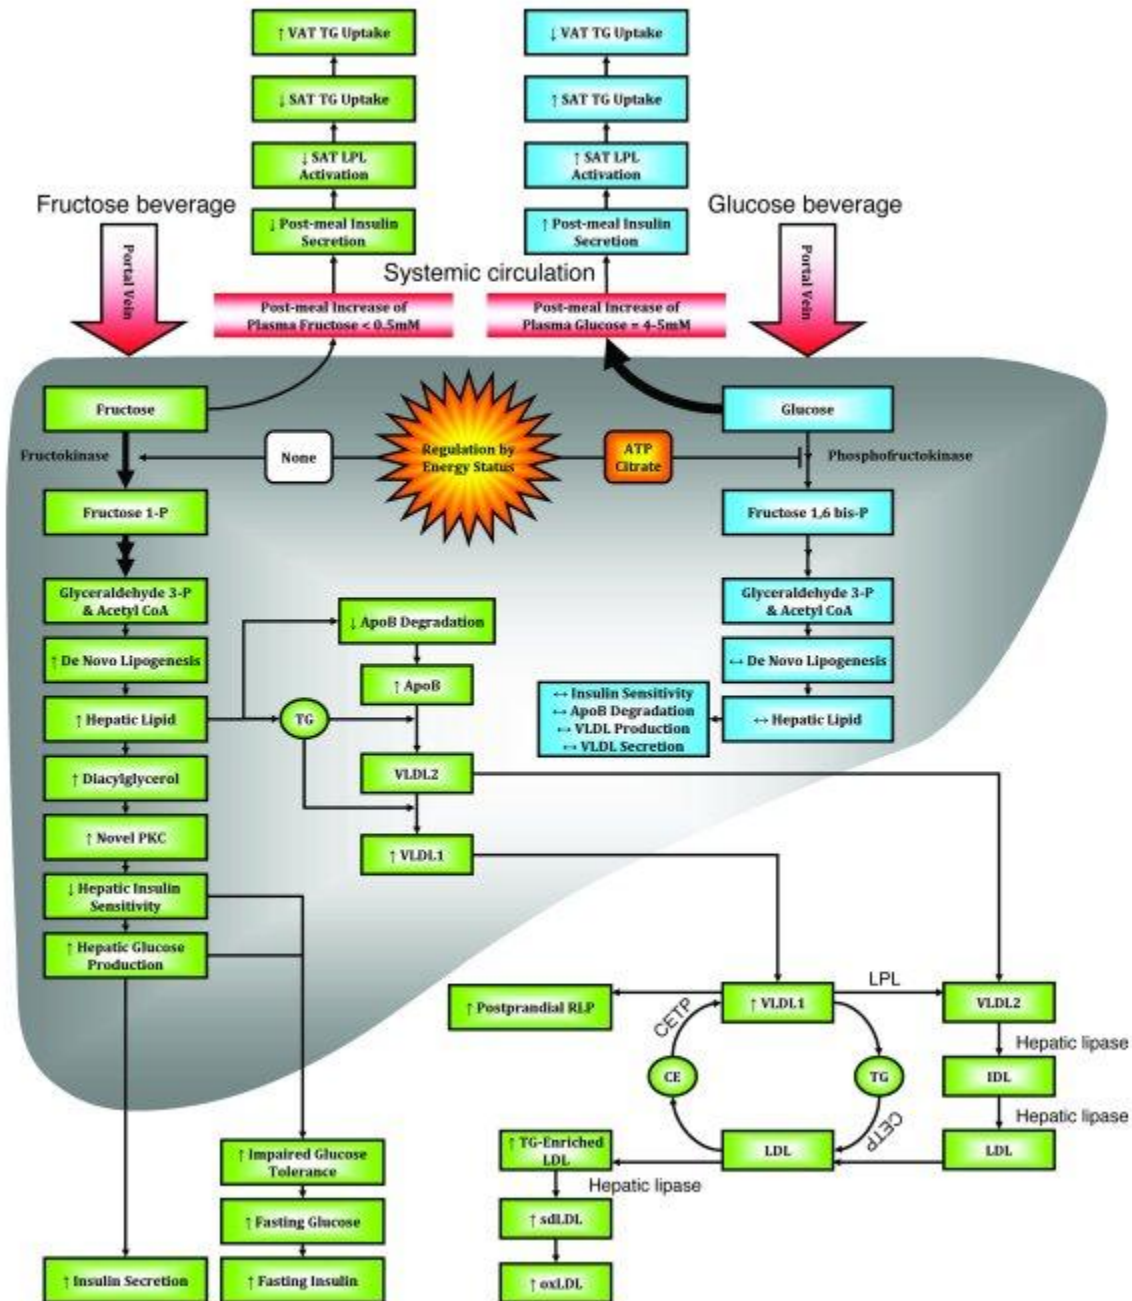 ↑ VAT TG Uptake
↓ VAT TG Uptake
↓ SAT TG Uptake
↑ SAT TG Uptake
↓ SAT LPL
Activation
↑ SAT LPL
Activation
Fructose beverage
Glucose beverage
↓ Post-meal Insulin
Secretion
↑ Post-meal Insulin
Secretion
Portal Vein
Portal Vein
Systemic circulation
Post-meal Increase of
Plasma Fructose < 0.5mM
Post-meal Increase of
Plasma Glucose = 4-5mM
Fructose
Glucose
Fructokinase
None
Regulation by
Energy Status
ATP
Citrate
Phosphofructokinase
Fructose 1-P
Fructose 1,6 bis-P
Glyceraldehyde 3-P
& Acetyl CoA
Glyceraldehyde 3-P
& Acetyl CoA
↓ ApoB Degradation
↑ De Novo Lipogenesis
↔ De Novo Lipogenesis
↑ ApoB
↑ Hepatic Lipid
TG
↔ Insulin Sensitivity
↔ ApoB Degradation
↔ VLDL Production
↔ VLDL Secretion
↔ Hepatic Lipid
↑ Diacylglycerol
VLDL2
↑ Novel PKC
↑ VLDL1
↓ Hepatic Insulin
Sensitivity
↑ Hepatic Glucose
Production
↑ Postprandial RLP
CETP
↑ VLDL1
LPL
VLDL2
Hepatic lipase
CE
TG
IDL
Hepatic lipase
CETP
↑ Impaired Glucose
Tolerance
↑ TG-Enriched
LDL
LDL
LDL
Hepatic lipase
↑ Fasting Glucose
↑ sdLDL
↑ Insulin Secretion
↑ Fasting Insulin
↑ oxLDL